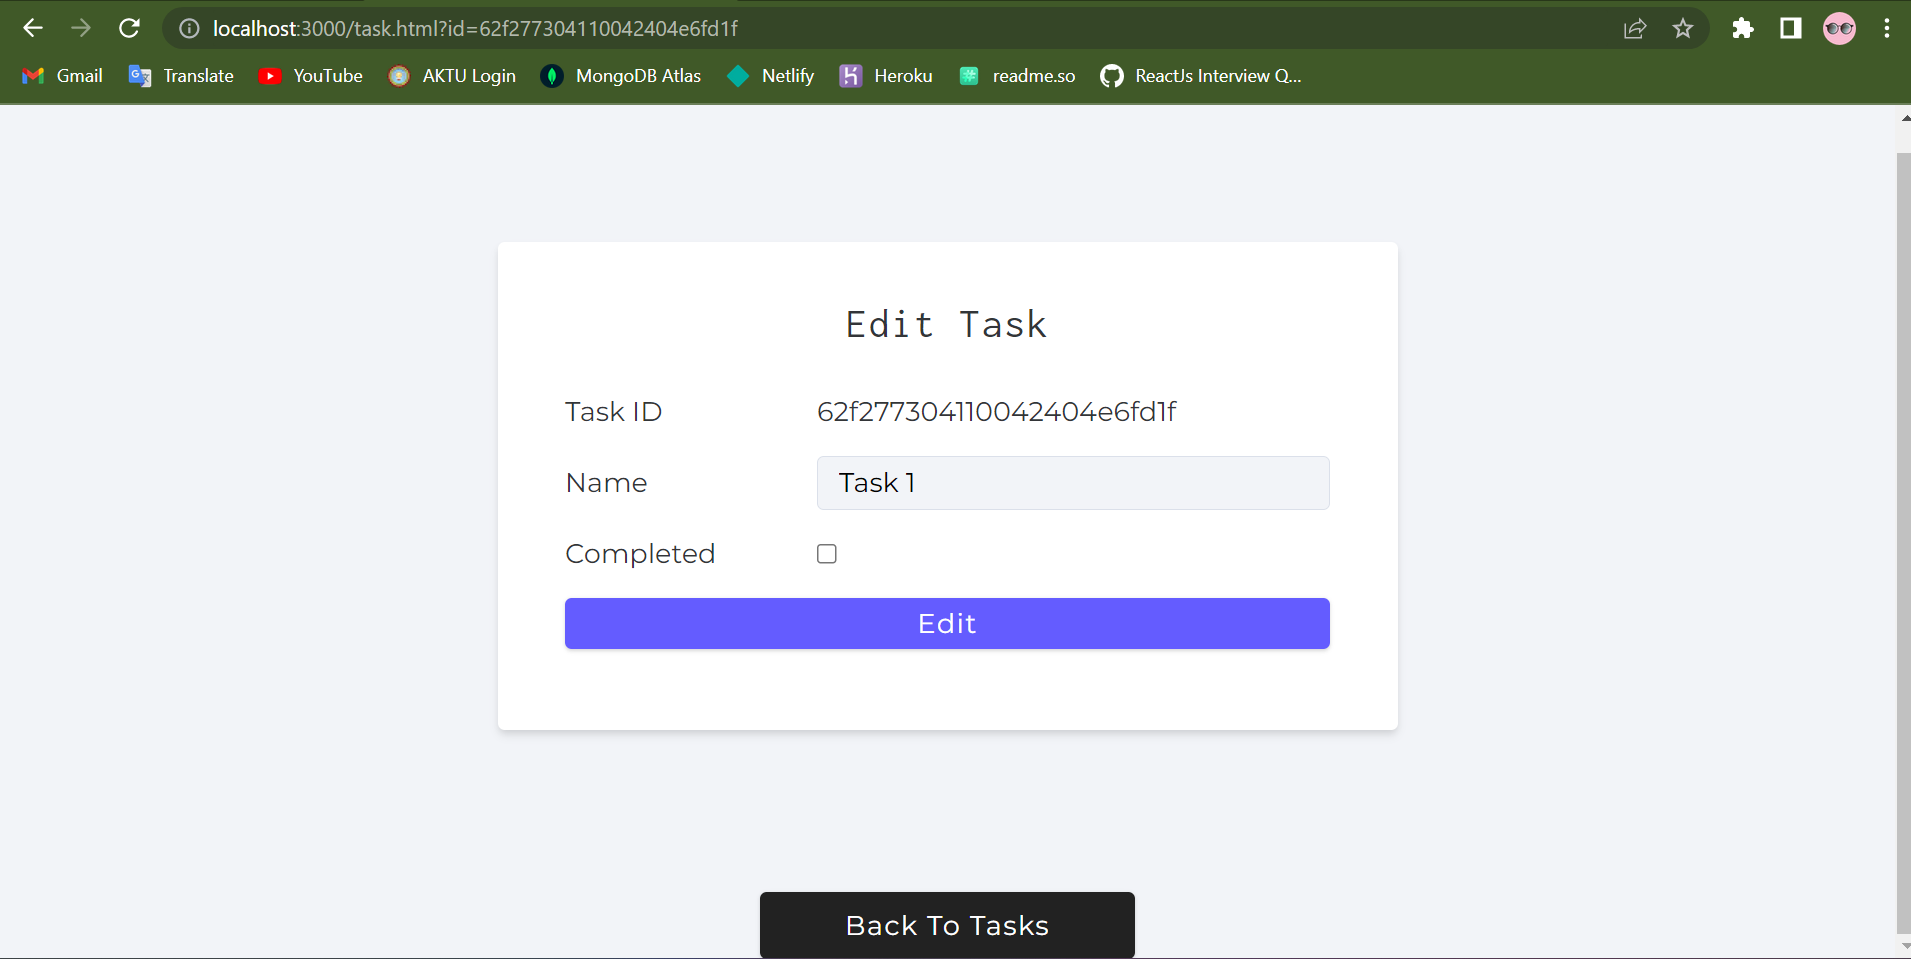 localhost:3000/task.html?id=62f277304110042404e6fd1f
Gmail Translate YouTube AKTU Login MongoDB Atlas Netlify Heroku readme.so ReactJs Interview Q...
Edit Task
Task ID 62f277304110042404e6fd1f
Name Task 1
Completed
Edit
Back To Tasks